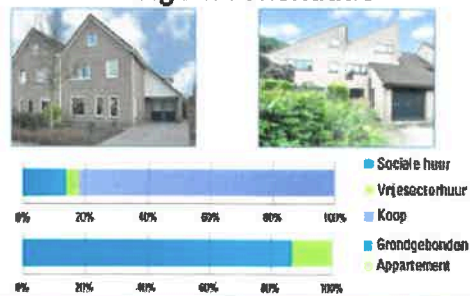 Sociale huur
Vrijesectorhuur
Koop
0% 20% 40% 60% 80% 100%
Grondgebonden
Appartement
0% 20% 40% 60% 80% 100%